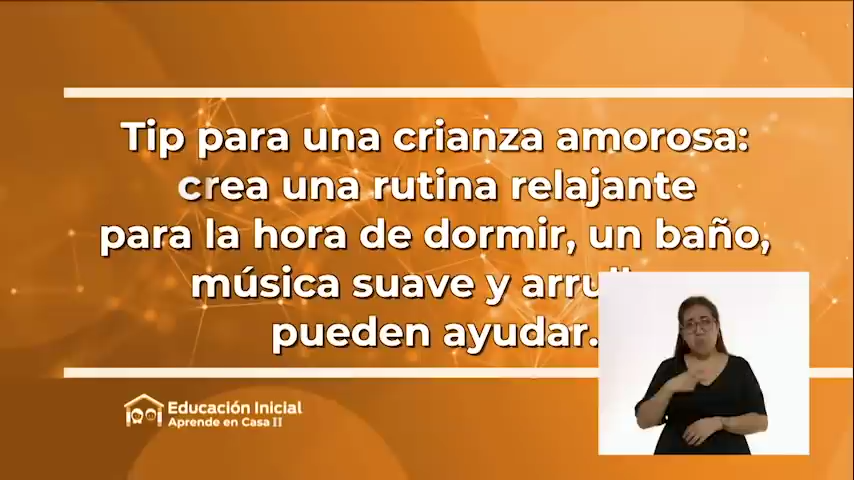 Tip para una crianza amorosa:
crea una rutina relajante
para la hora de dormir, un baño,
música suave y
pueden ayudar.
Educación Inicial
Aprende en Casa II